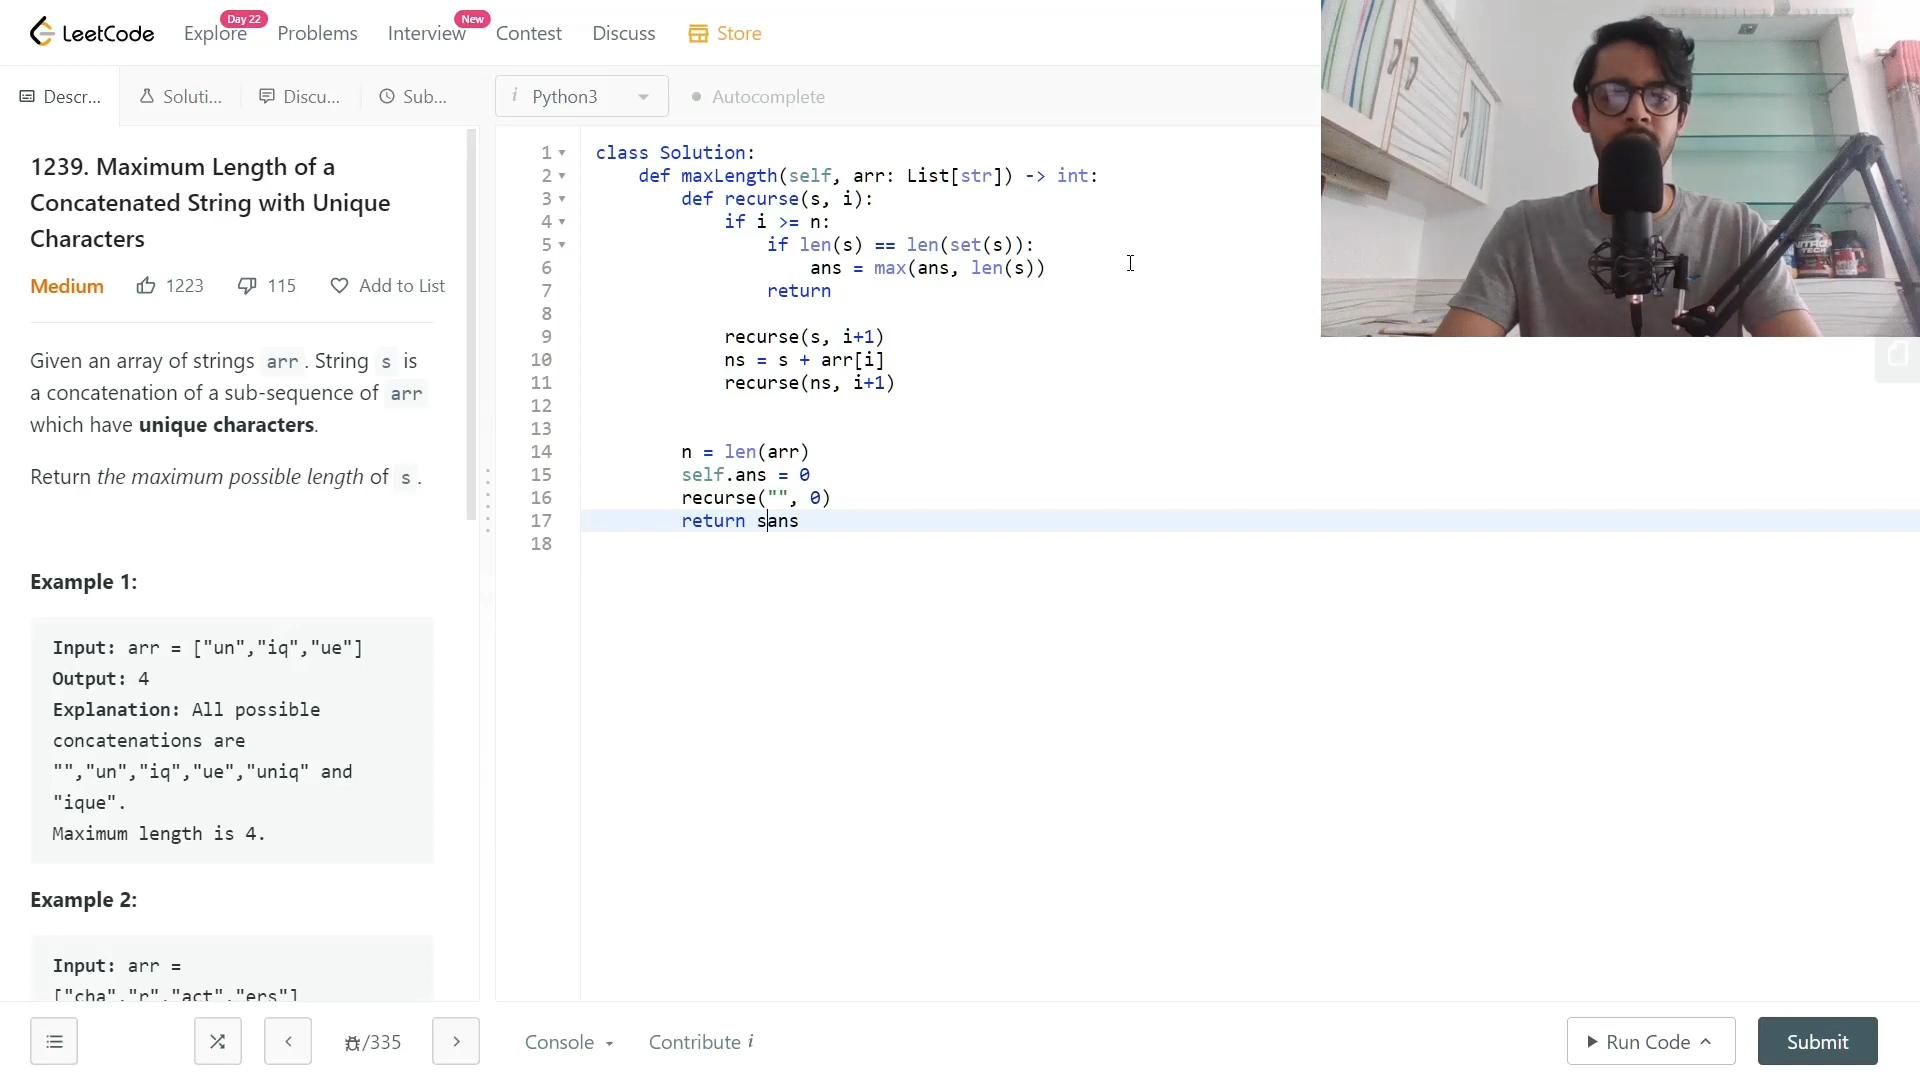 LeetCode
Explore
Day 22
Problems
Interview
New
Contest
Discuss
Store
Descr...
Soluti...
Discu...
Sub...
i Python3
Autocomplete
1239. Maximum Length of a
Concatenated String with Unique
Characters
Medium
1223
115
Add to List
Given an array of strings arr. String s is
a concatenation of a sub-sequence of arr
which have unique characters.
Return the maximum possible length of s.
Example 1:
Input: arr = ["un","iq","ue"]
Output: 4
Explanation: All possible
concatenations are
"","un","iq","ue","uniq" and
"ique".
Maximum length is 4.
Example 2:
Input: arr =
["cha","r","act","ers"]
1 class Solution:
2 def maxLength(self, arr: List[str]) -> int:
3 def recurse(s, i):
4 if i >= n:
5 if len(s) == len(set(s)):
6 ans = max(ans, len(s))
7 return
8
9 recurse(s, i+1)
10 ns = s + arr[i]
11 recurse(ns, i+1)
12
13
14 n = len(arr)
15 self.ans = 0
16 recurse("", 0)
17 return sans
18
/335
Console
Contribute i
Run Code
Submit